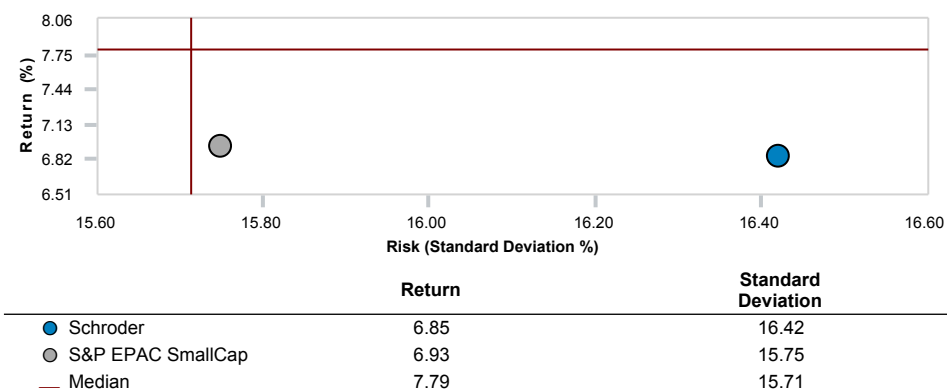 8.06
7.75
7.44
7.13
6.82
6.51
Return (%)
15.60 15.80 16.00 16.20 16.40 16.60
Risk (Standard Deviation %)
Return Standard Deviation
Schroder 6.85 16.42
S&P EPAC SmallCap 6.93 15.75
Median 7.79 15.71